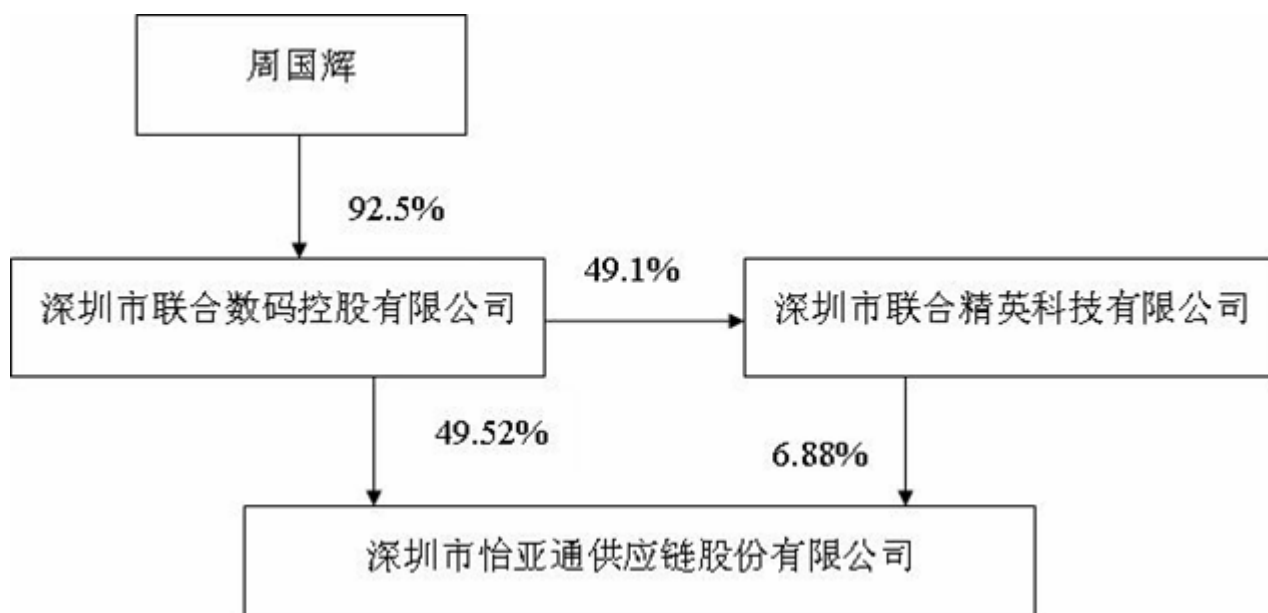 周国辉
92.5%
49.1%
深圳市联合数码控股有限公司
深圳市联合精英科技有限公司
49.52%
6.88%
深圳市怡亚通供应链股份有限公司